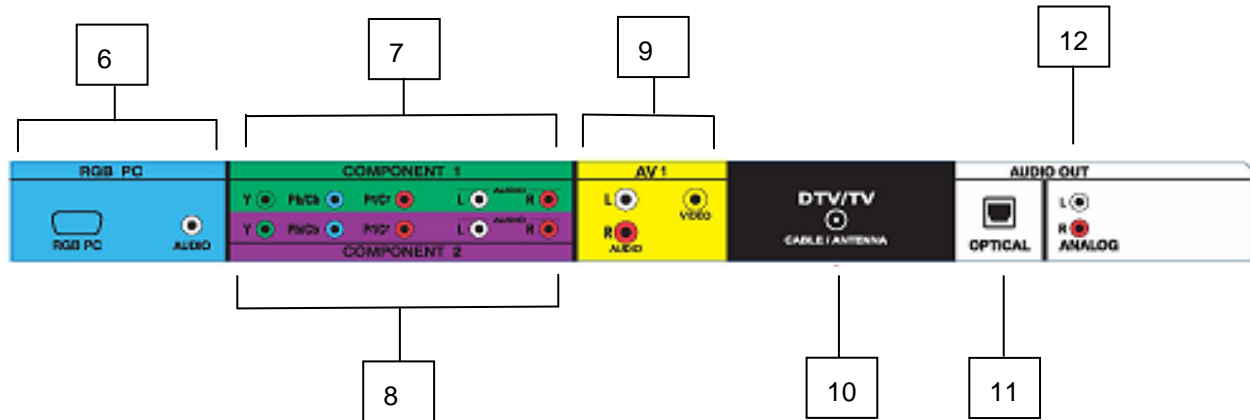 6
7
9
12
RGB PC
RGB PC
AUDIO
COMPONENT 1
Y Pb/Cb Pr/Cr L AUDIO R
Y Pb/Cb Pr/Cr L AUDIO R
COMPONENT 2
AV 1
L
VIDEO
R
AUDIO
DTV/TV
CABLE / ANTENNA
AUDIO OUT
OPTICAL
L
R
ANALOG
8
10
11